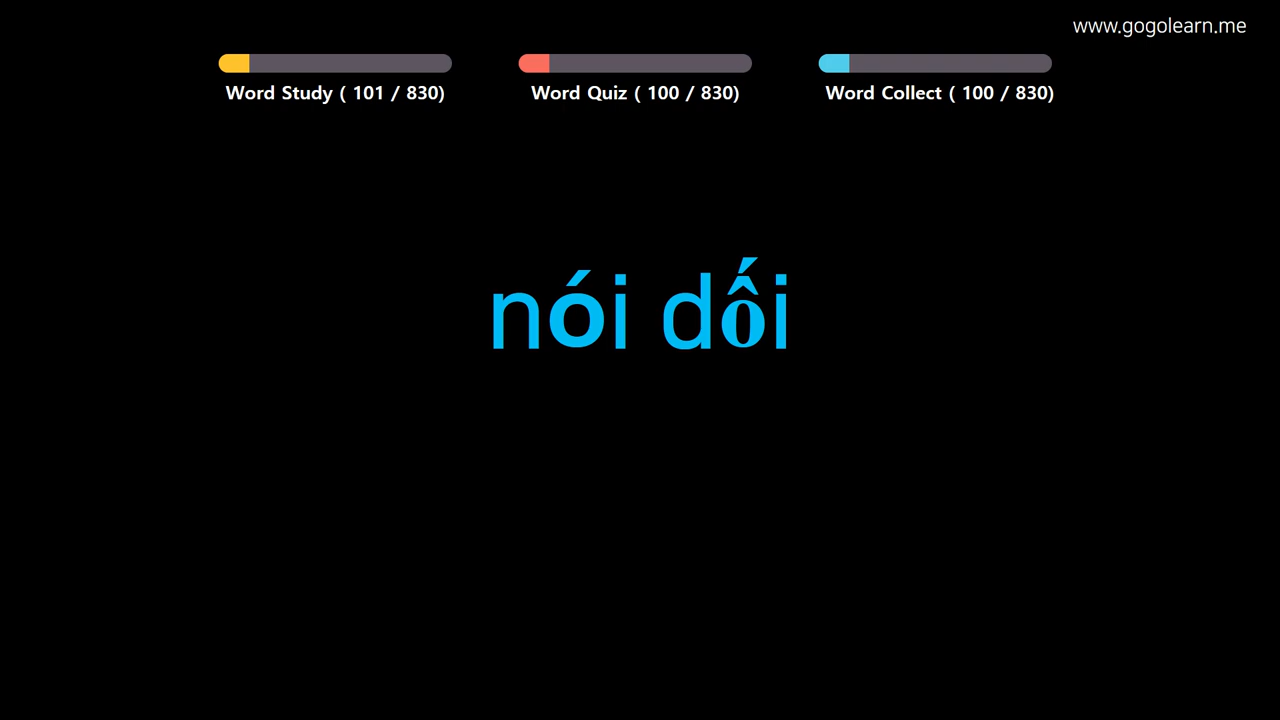 www.gogolearn.me
Word Study ( 101 / 830)
Word Quiz ( 100 / 830)
Word Collect ( 100 / 830)
nói dối